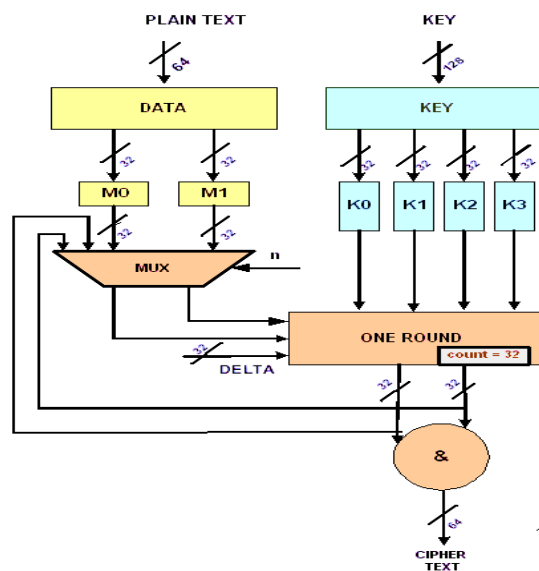 PLAIN TEXT
KEY
64
128
DATA
KEY
32
32
32
32
32
32
M0
M1
K0
K1
K2
K3
32
32
n
MUX
ONE ROUND
count = 32
32
DELTA
32
32
&
64
CIPHER
TEXT